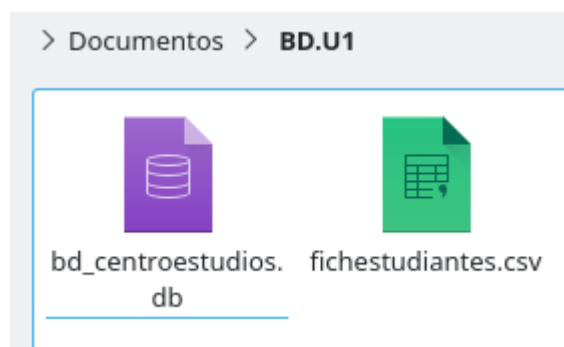 > Documentos > BD.U1
bd_centroestudios.
db
fichestudiantes.csv